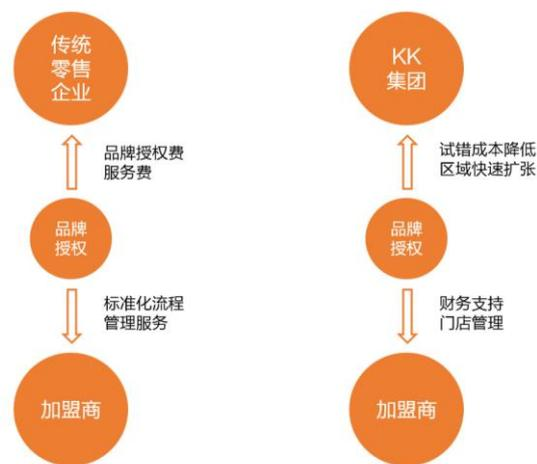 传统
零售
企业
品牌授权费
服务费
品牌
授权
标准化流程
管理服务
加盟商
KK
集团
试错成本降低
区域快速扩张
品牌
授权
财务支持
门店管理
加盟商